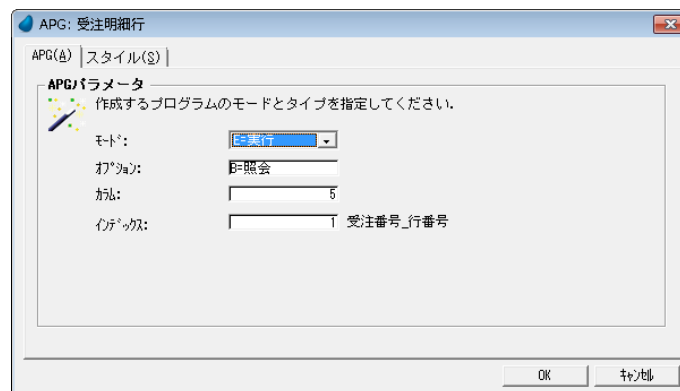 APG: 受注明細行
APG(A) スタイル(S)
APGパラメータ
作成するプログラムのモードとタイプを指定してください.
ﾓｰﾄﾞ: E=実行
ｵﾌﾟｼｮﾝ: B=照会
ｶﾗﾑ: 5
ｲﾝﾃﾞｯｸｽ: 1 受注番号_行番号
OK ｷｬﾝｾﾙ